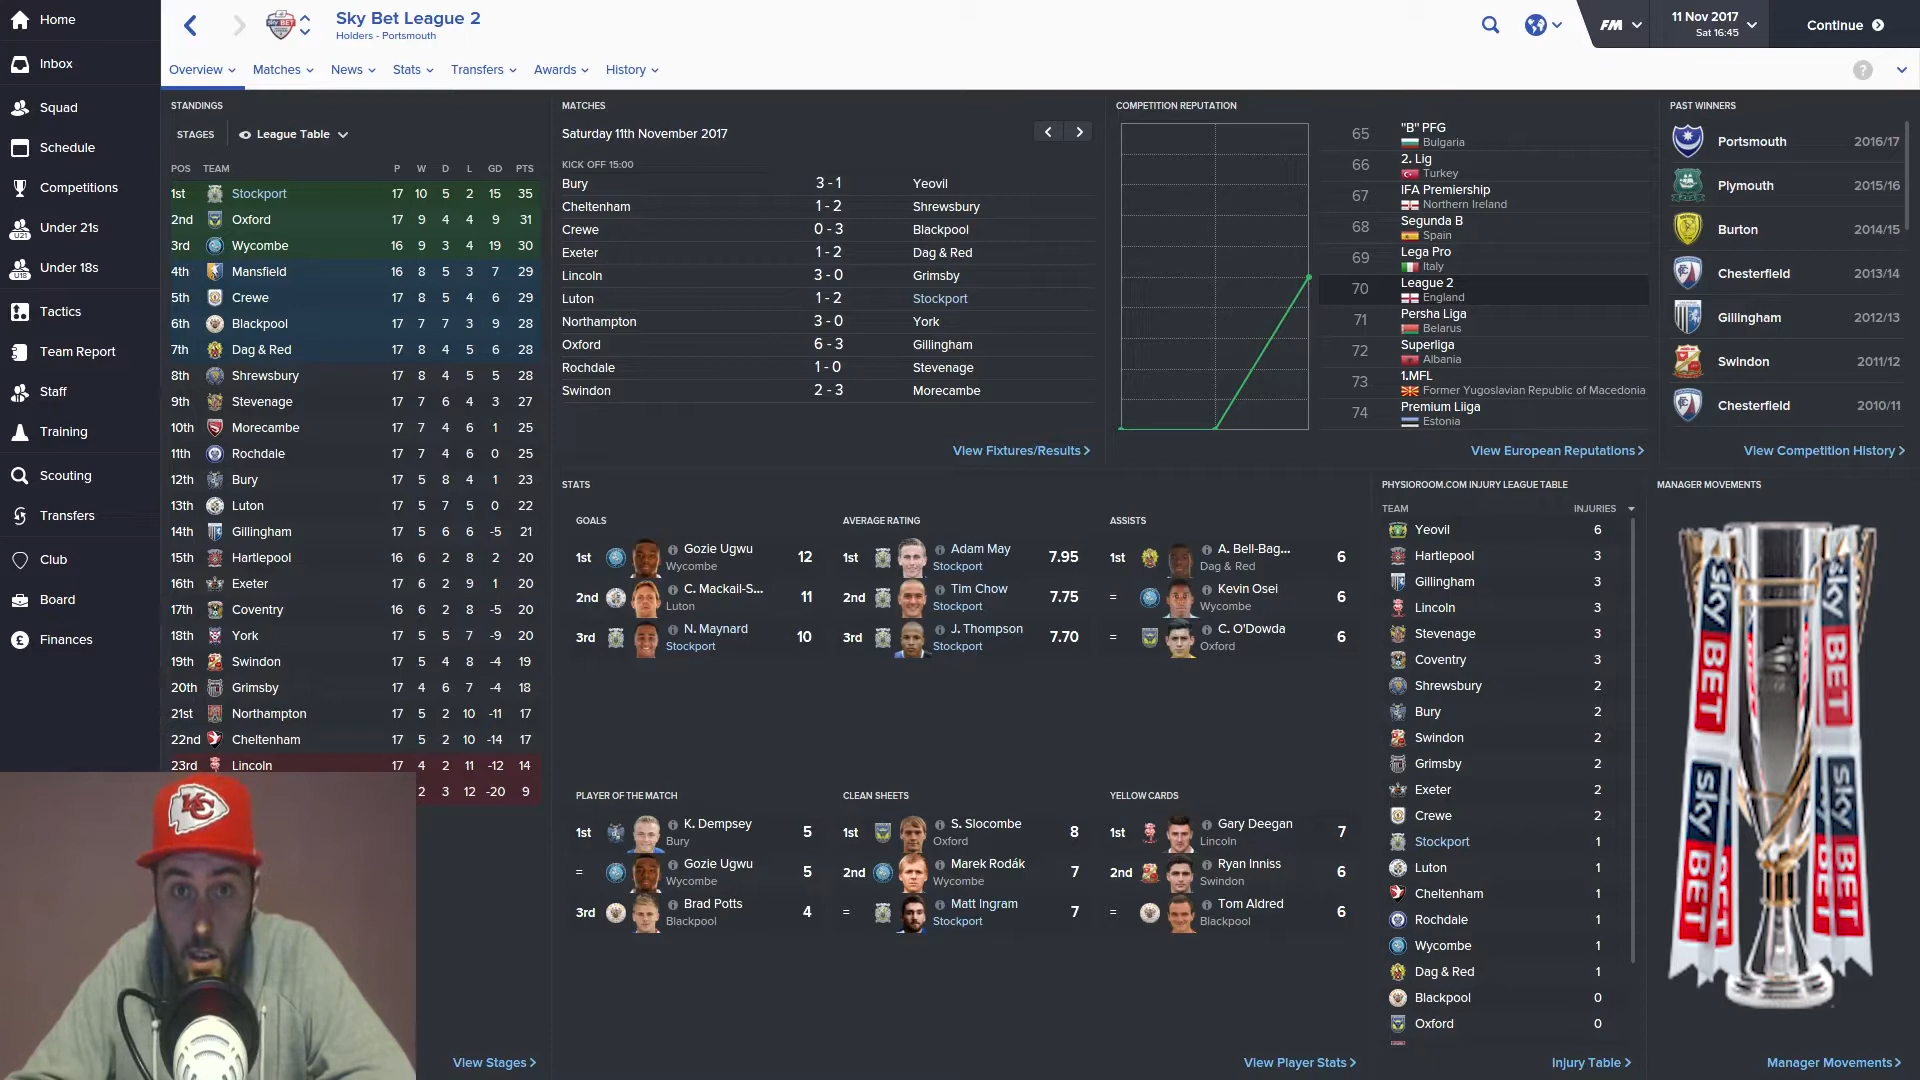 Home
Inbox
Squad
Schedule
Competitions
Under 21s
Under 18s
Tactics
Team Report
Staff
Training
Scouting
Transfers
Club
Board
Finances
Sky Bet League 2
Holders - Portsmouth
FM
11 Nov 2017
Sat 16:45
Continue
Overview Matches News Stats Transfers Awards History
STANDINGS
STAGES League Table
POS TEAM P W D L GD PTS
1st Stockport 17 10 5 2 15 35
2nd Oxford 17 9 4 4 9 31
3rd Wycombe 16 9 3 4 19 30
4th Mansfield 16 8 5 3 7 29
5th Crewe 17 8 5 4 6 29
6th Blackpool 17 7 7 3 9 28
7th Dag & Red 17 8 4 5 6 28
8th Shrewsbury 17 8 4 5 5 28
9th Stevenage 17 7 6 4 3 27
10th Morecambe 17 7 4 6 1 25
11th Rochdale 17 7 4 6 0 25
12th Bury 17 5 8 4 1 23
13th Luton 17 5 7 5 0 22
14th Gillingham 17 5 6 6 -5 21
15th Hartlepool 16 6 2 8 2 20
16th Exeter 17 6 2 9 1 20
17th Coventry 16 6 2 8 -5 20
18th York 17 5 5 7 -9 20
19th Swindon 17 5 4 8 -4 19
20th Grimsby 17 4 6 7 -4 18
21st Northampton 17 5 2 10 -11 17
22nd Cheltenham 17 5 2 10 -14 17
23rd Lincoln 17 4 2 11 -12 14
2 3 12 -20 9
View Stages
MATCHES
Saturday 11th November 2017
KICK OFF 15:00
Bury 3 - 1 Yeovil
Cheltenham 1 - 2 Shrewsbury
Crewe 0 - 3 Blackpool
Exeter 1 - 2 Dag & Red
Lincoln 3 - 0 Grimsby
Luton 1 - 2 Stockport
Northampton 3 - 0 York
Oxford 6 - 3 Gillingham
Rochdale 1 - 0 Stevenage
Swindon 2 - 3 Morecambe
View Fixtures/Results
COMPETITION REPUTATION
65 "B" PFG
Bulgaria
66 2. Lig
Turkey
67 IFA Premiership
Northern Ireland
68 Segunda B
Spain
69 Lega Pro
Italy
70 League 2
England
71 Persha Liga
Belarus
72 Superliga
Albania
73 1.MFL
Former Yugoslavian Republic of Macedonia
74 Premium Liiga
Estonia
View European Reputations
PAST WINNERS
Portsmouth 2016/17
Plymouth 2015/16
Burton 2014/15
Chesterfield 2013/14
Gillingham 2012/13
Swindon 2011/12
Chesterfield 2010/11
View Competition History
STATS
GOALS
1st Gozie Ugwu 12
Wycombe
2nd C. Mackail-S... 11
Luton
3rd N. Maynard 10
Stockport
AVERAGE RATING
1st Adam May 7.95
Stockport
2nd Tim Chow 7.75
Stockport
3rd J. Thompson 7.70
Stockport
ASSISTS
1st A. Bell-Bag... 6
Dag & Red
= Kevin Osei 6
Wycombe
= C. O'Dowda 6
Oxford
PLAYER OF THE MATCH
1st K. Dempsey 5
Bury
= Gozie Ugwu 5
Wycombe
3rd Brad Potts 4
Blackpool
CLEAN SHEETS
1st S. Slocombe 8
Oxford
2nd Marek Rodák 7
Wycombe
= Matt Ingram 7
Stockport
YELLOW CARDS
1st Gary Deegan 7
Lincoln
2nd Ryan Inniss 6
Swindon
= Tom Aldred 6
Blackpool
View Player Stats
PHYSIOROOM.COM INJURY LEAGUE TABLE
TEAM INJURIES
Yeovil 6
Hartlepool 3
Gillingham 3
Lincoln 3
Stevenage 3
Coventry 3
Shrewsbury 2
Bury 2
Swindon 2
Grimsby 2
Exeter 2
Crewe 2
Stockport 1
Luton 1
Cheltenham 1
Rochdale 1
Wycombe 1
Dag & Red 1
Blackpool 0
Oxford 0
Injury Table
MANAGER MOVEMENTS
sky BET
sky BET
sky BET
sky BET
Manager Movements
KC